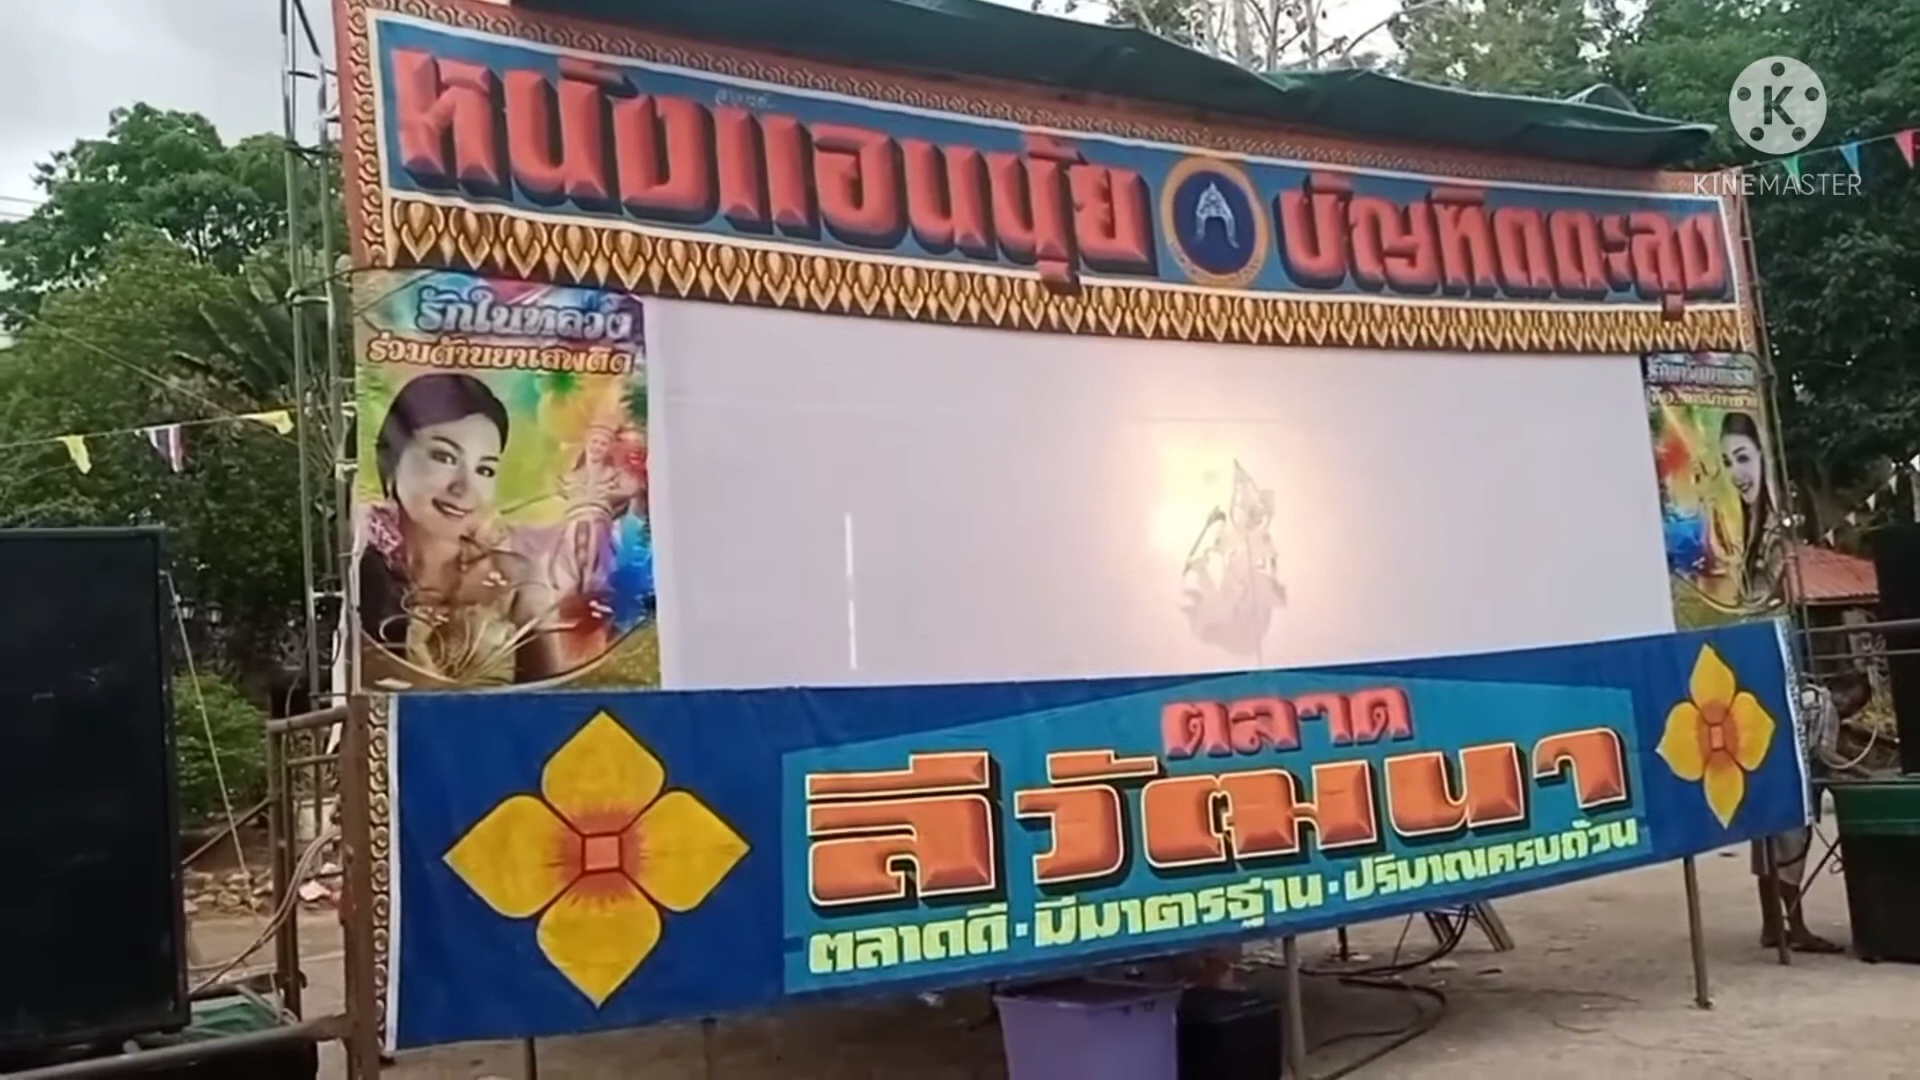 หนังแอนนุ้ย บัณฑิตตะลุง
KINEMASTER
รักในหลวง
ร่วมต้านยาเสพติด
ตลาด
ลีวัฒนา
ตลาดดี • มีมาตรฐาน • ปริมาณครบถ้วน